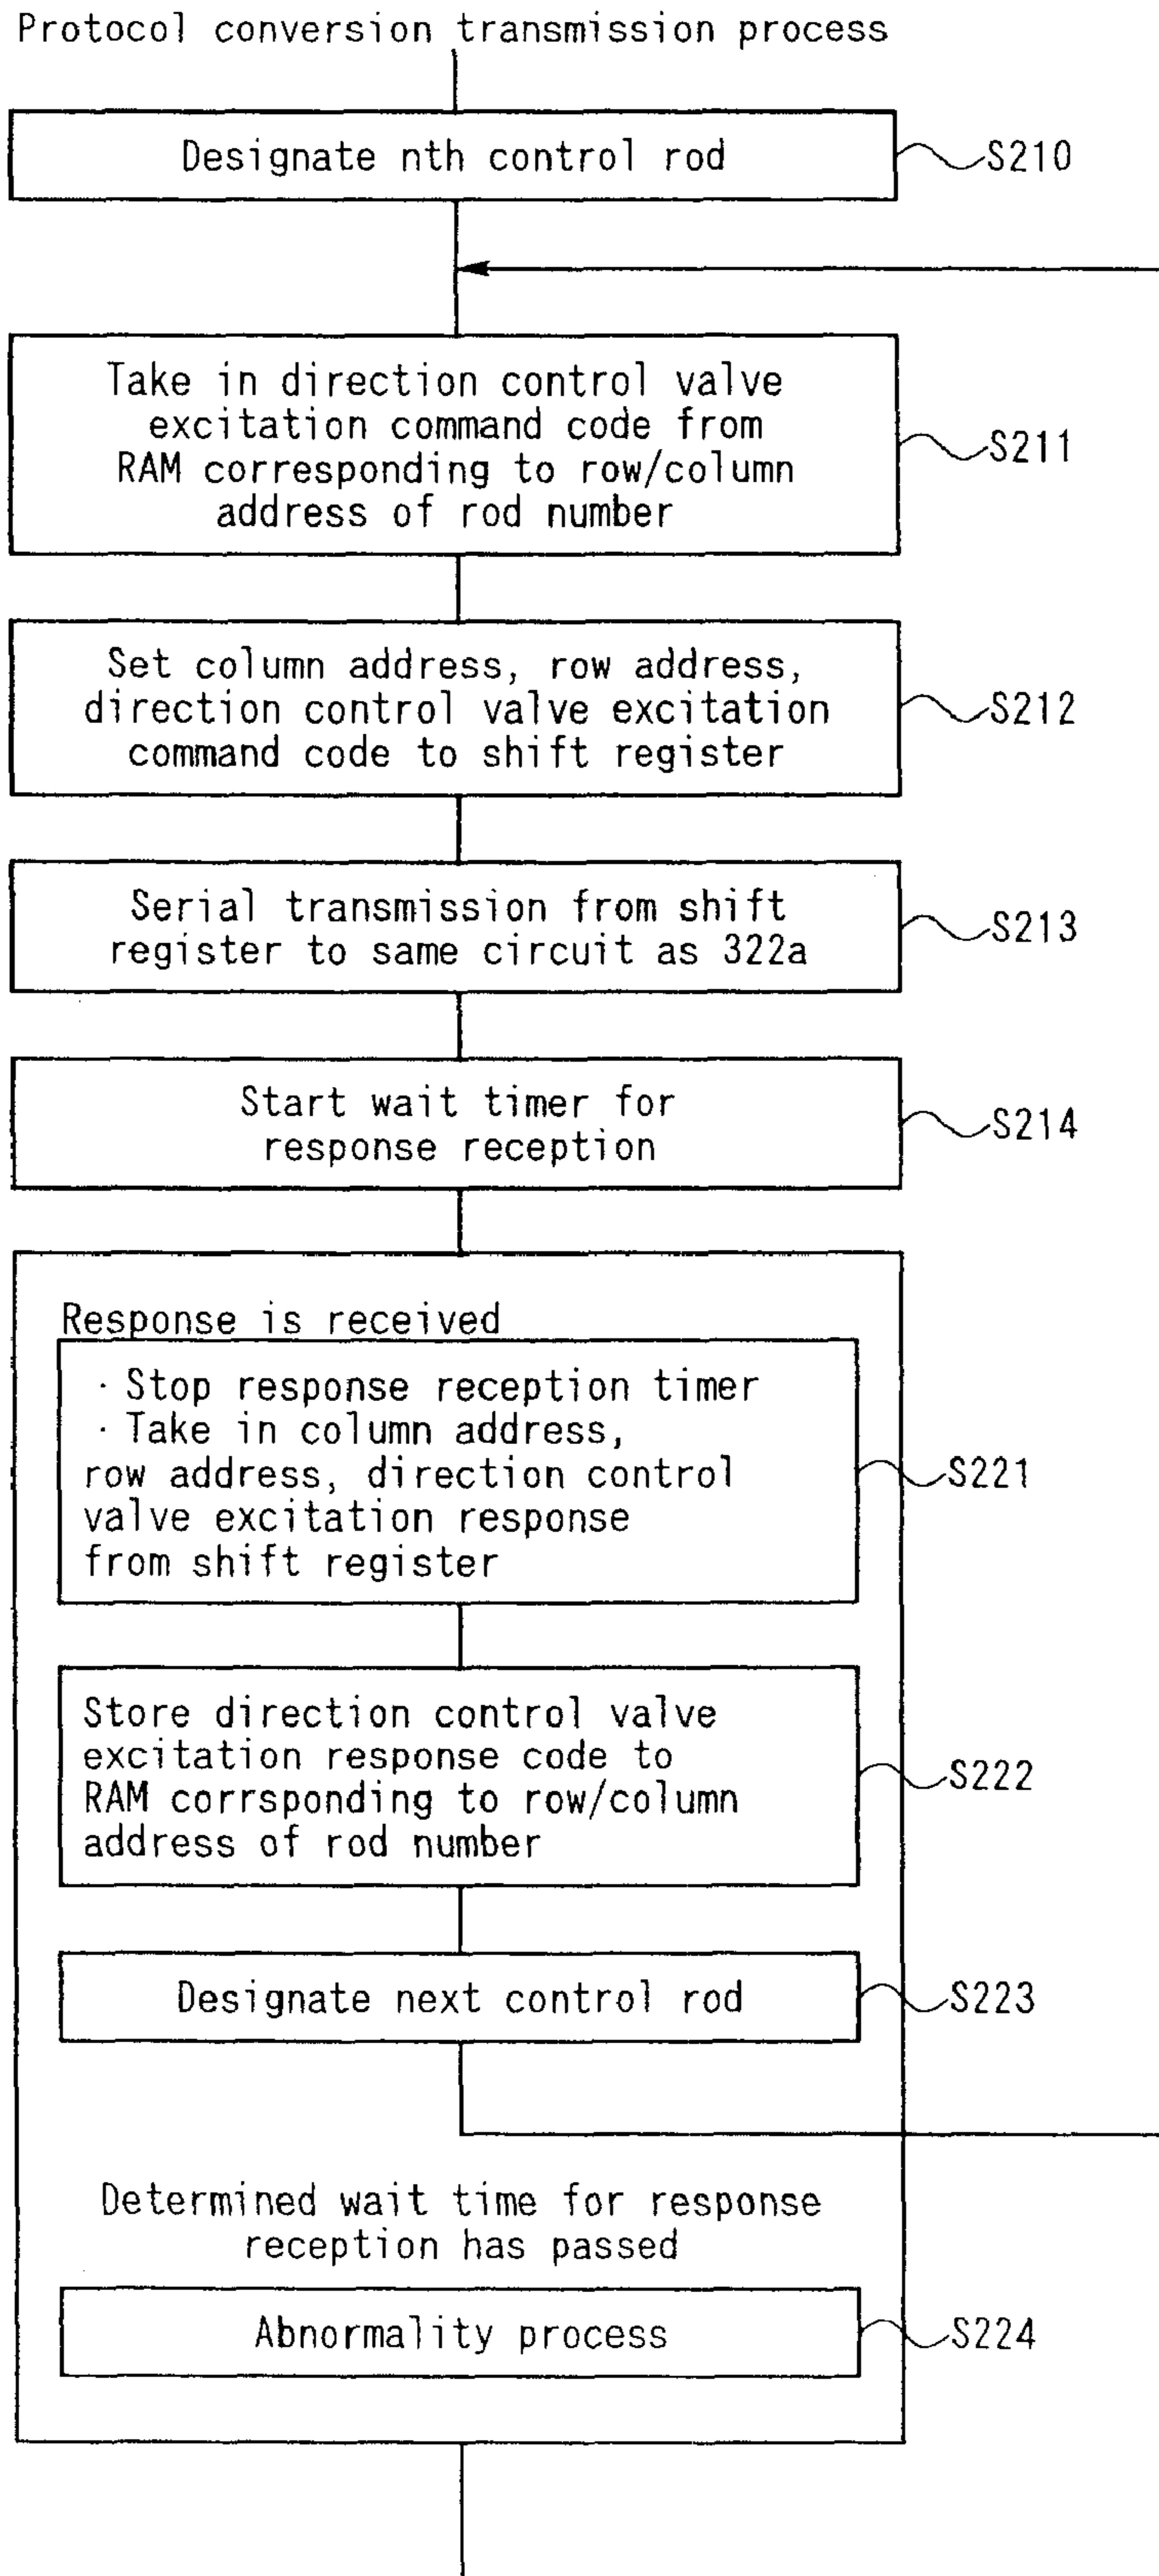 Protocol conversion transmission process
Designate nth control rod
S210
Take in direction control valve
excitation command code from
RAM corresponding to row/column
address of rod number
S211
Set column address, row address,
direction control valve excitation
command code to shift register
S212
Serial transmission from shift
register to same circuit as 322a
S213
Start wait timer for
response reception
S214
Response is received
· Stop response reception timer
· Take in column address,
row address, direction control
valve excitation response
from shift register
S221
Store direction control valve
excitation response code to
RAM corrsponding to row/column
address of rod number
S222
Designate next control rod
S223
Determined wait time for response
reception has passed
Abnormality process
S224